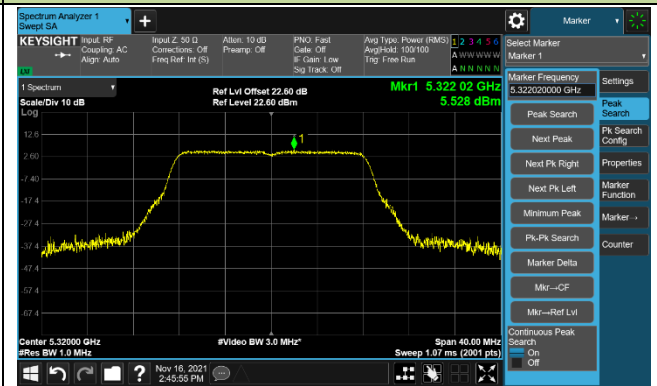 Spectrum Analyzer 1
Swept SA
Marker
KEYSIGHT
Input: RF
Coupling: AC
Align: Auto
Input Z: 50 Ω
Corrections: Off
Freq Ref: Int (S)
Atten: 10 dB
Preamp: Off
PNO: Fast
Gate: Off
IF Gain: Low
Sig Track: Off
Avg Type: Power (RMS)
Avg|Hold: 100/100
Trig: Free Run
1 2 3 4 5 6
A W W W W W
A N N N N N
Select Marker
Marker 1
1 Spectrum
Scale/Div 10 dB
Log
Ref Lvl Offset 22.60 dB
Ref Level 22.60 dBm
Mkr1 5.322 02 GHz
5.528 dBm
1
12.6
2.60
-7.40
-17.4
-27.4
-37.4
-47.4
-57.4
-67.4
Center 5.32000 GHz
#Res BW 1.0 MHz
#Video BW 3.0 MHz*
Span 40.00 MHz
Sweep 1.07 ms (2001 pts)
Marker Frequency
5.322020000 GHz
Peak Search
Next Peak
Next Pk Right
Next Pk Left
Minimum Peak
Pk-Pk Search
Marker Delta
Mkr→CF
Mkr→Ref Lvl
Continuous Peak
Search
On
Off
Settings
Peak
Search
Pk Search
Config
Properties
Marker
Function
Marker→
Counter
Nov 16, 2021
2:45:55 PM